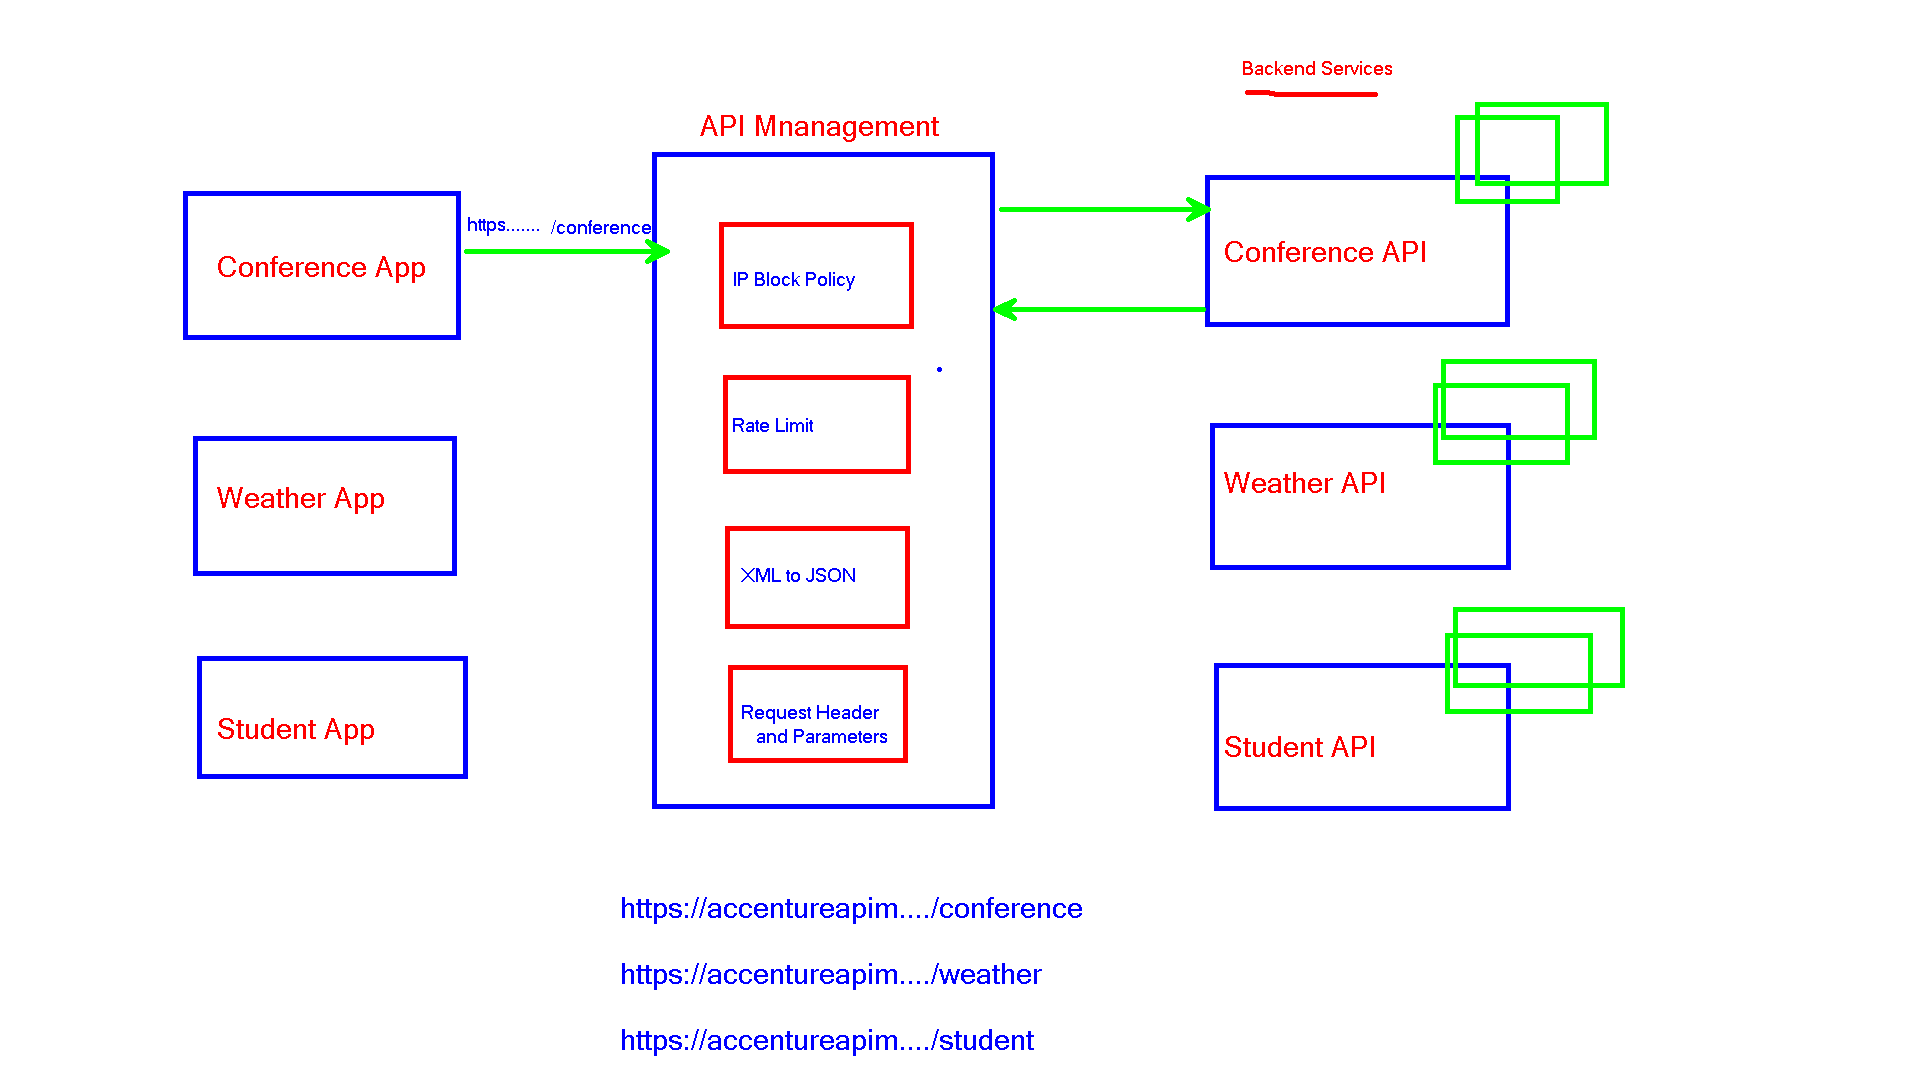 Backend Services
API Mnanagement
https....... /conference
Conference App
IP Block Policy
Conference API
Rate Limit
Weather App
Weather API
XML to JSON
Request Header
and Parameters
Student App
Student API
https://accentureapim..../conference
https://accentureapim..../weather
https://accentureapim..../student